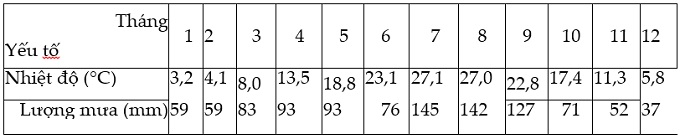 Tháng
Yếu tố
1 2 3 4 5 6 7 8 9 10 11 12
Nhiệt độ (°C) 3,2 4,1 8,0 13,5 18,8 23,1 27,1 27,0 22,8 17,4 11,3 5,8
Lượng mưa (mm) 59 59 83 93 93 76 145 142 127 71 52 37